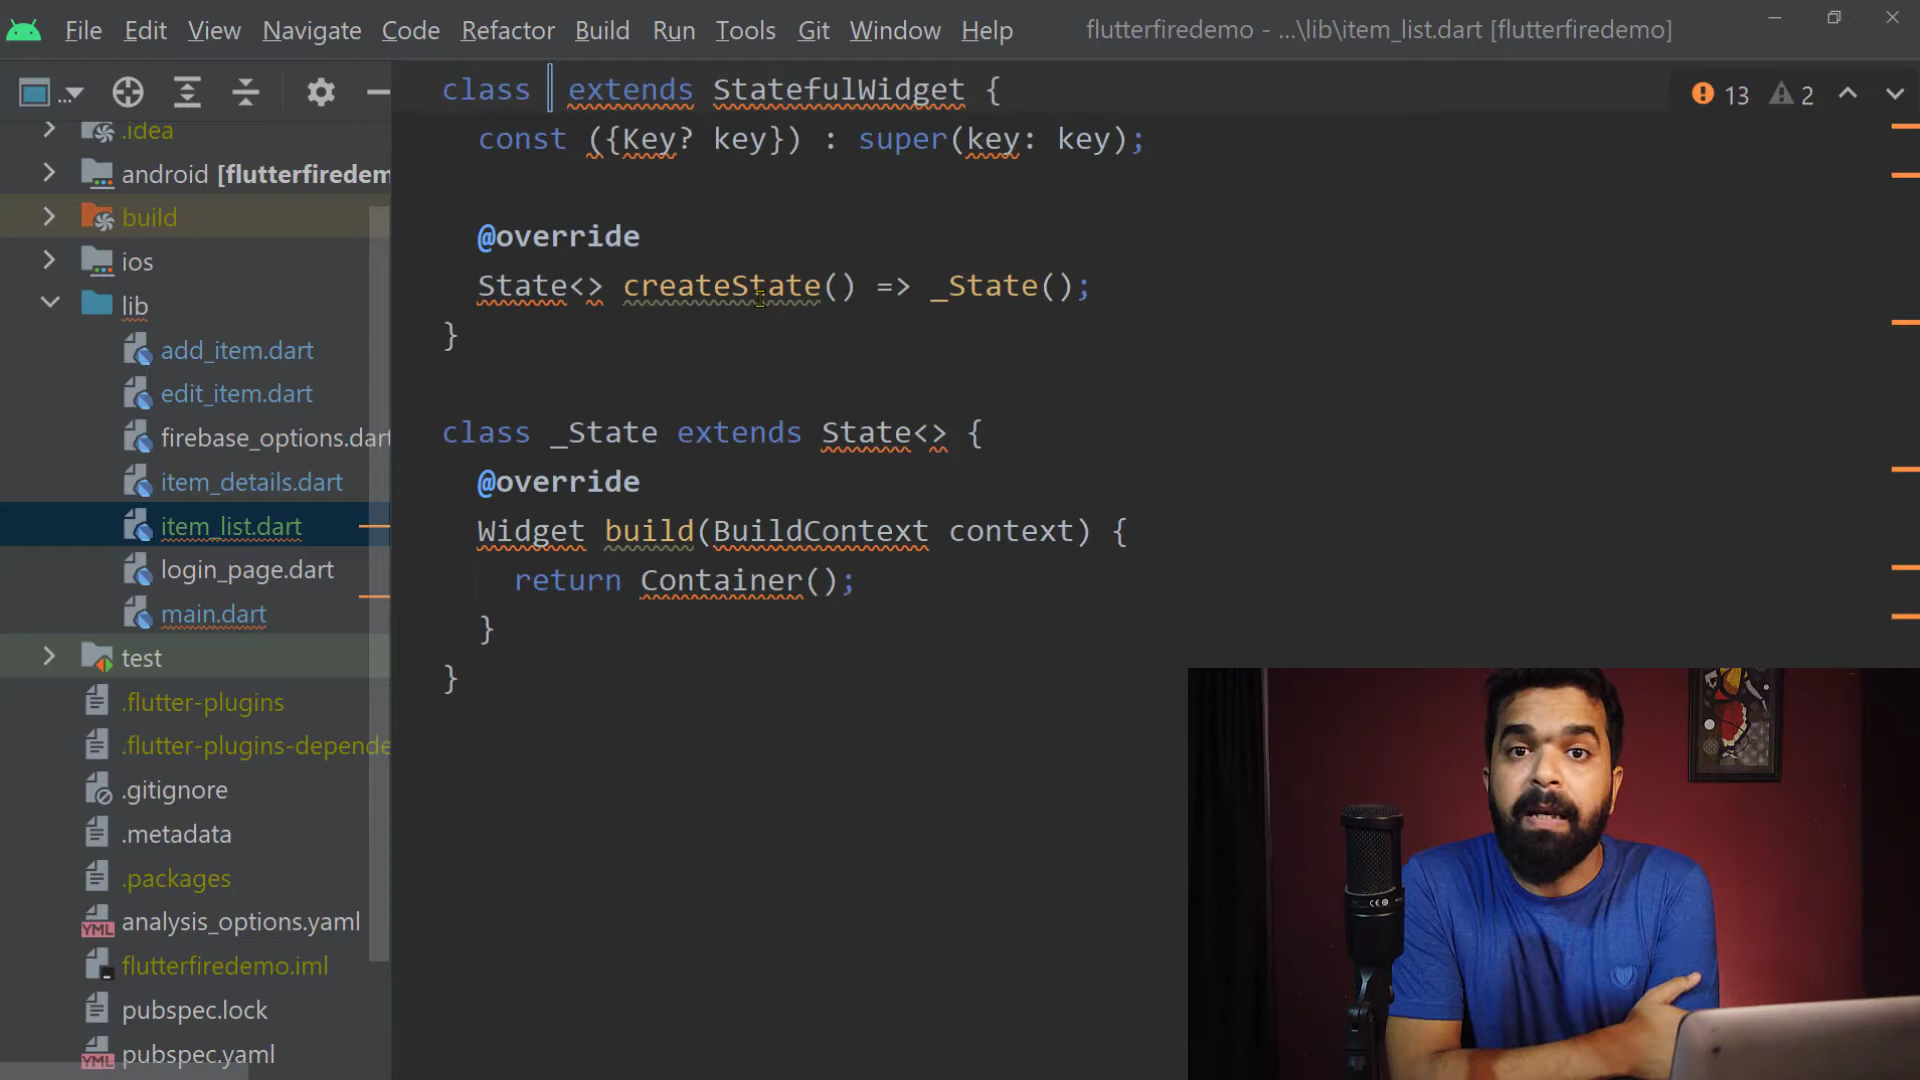 File Edit View Navigate Code Refactor Build Run Tools Git Window Help flutterfiredemo - ...\lib\item_list.dart [flutterfiredemo]
...
.idea
android [flutterfiredem
build
ios
lib
add_item.dart
edit_item.dart
firebase_options.dart
item_details.dart
item_list.dart
login_page.dart
main.dart
test
.flutter-plugins
.flutter-plugins-depende
.gitignore
.metadata
.packages
analysis_options.yaml
flutterfiredemo.iml
pubspec.lock
pubspec.yaml
class extends StatefulWidget {
const ({Key? key}) : super(key: key);
@override
State<> createState() => _State();
}
class _State extends State<> {
@override
Widget build(BuildContext context) {
return Container();
}
}
13 2